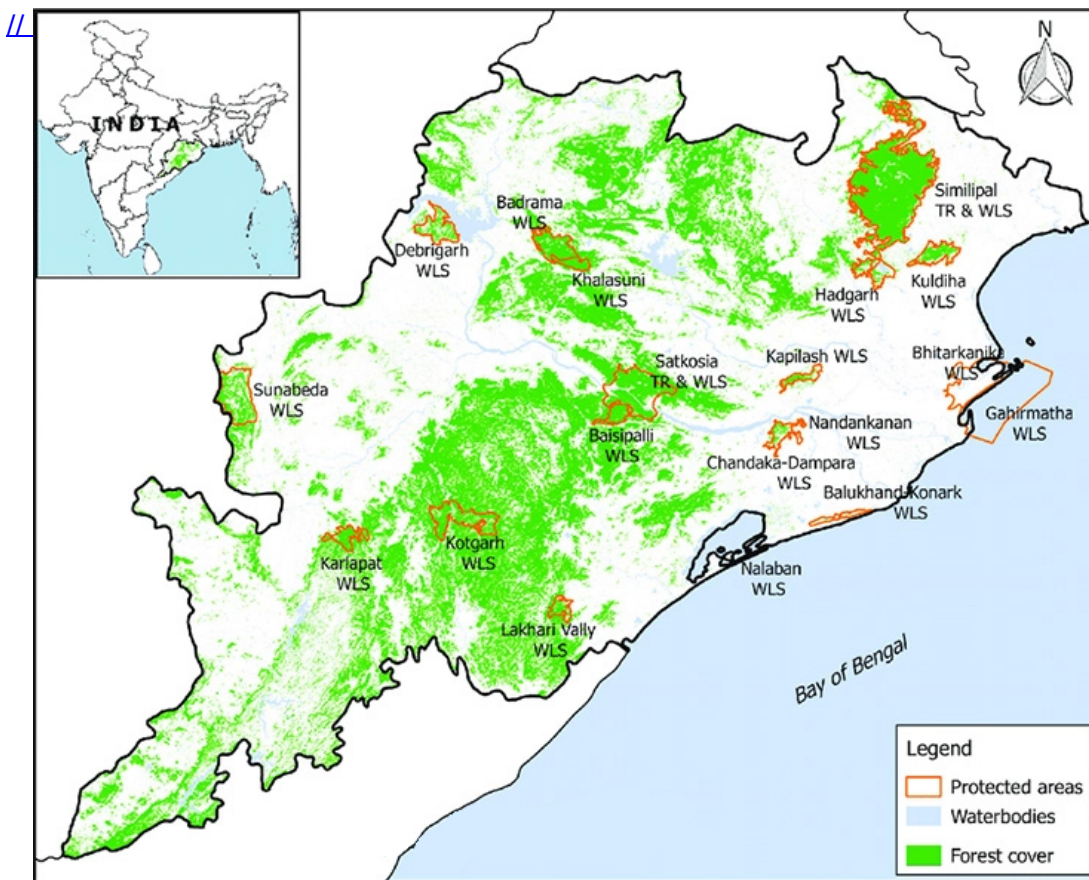 //
INDIA
N
Badrama
WLS
Debrigarh
WLS
Khalasuni
WLS
Similipal
TR & WLS
Hadgarh
WLS
Kuldiha
WLS
Sunabeda
WLS
Satkosia
TR & WLS
Kapilash WLS
Bhitarkanika
WLS
Gahirmatha
WLS
Baisipalli
WLS
Nandankanan
WLS
Chandaka-Dampara
WLS
Balukhand-Konark
WLS
Karlapat
WLS
Kotgarh
WLS
Nalaban
WLS
Lakhari Vally
WLS
Bay of Bengal
Legend
Protected areas
Waterbodies
Forest cover